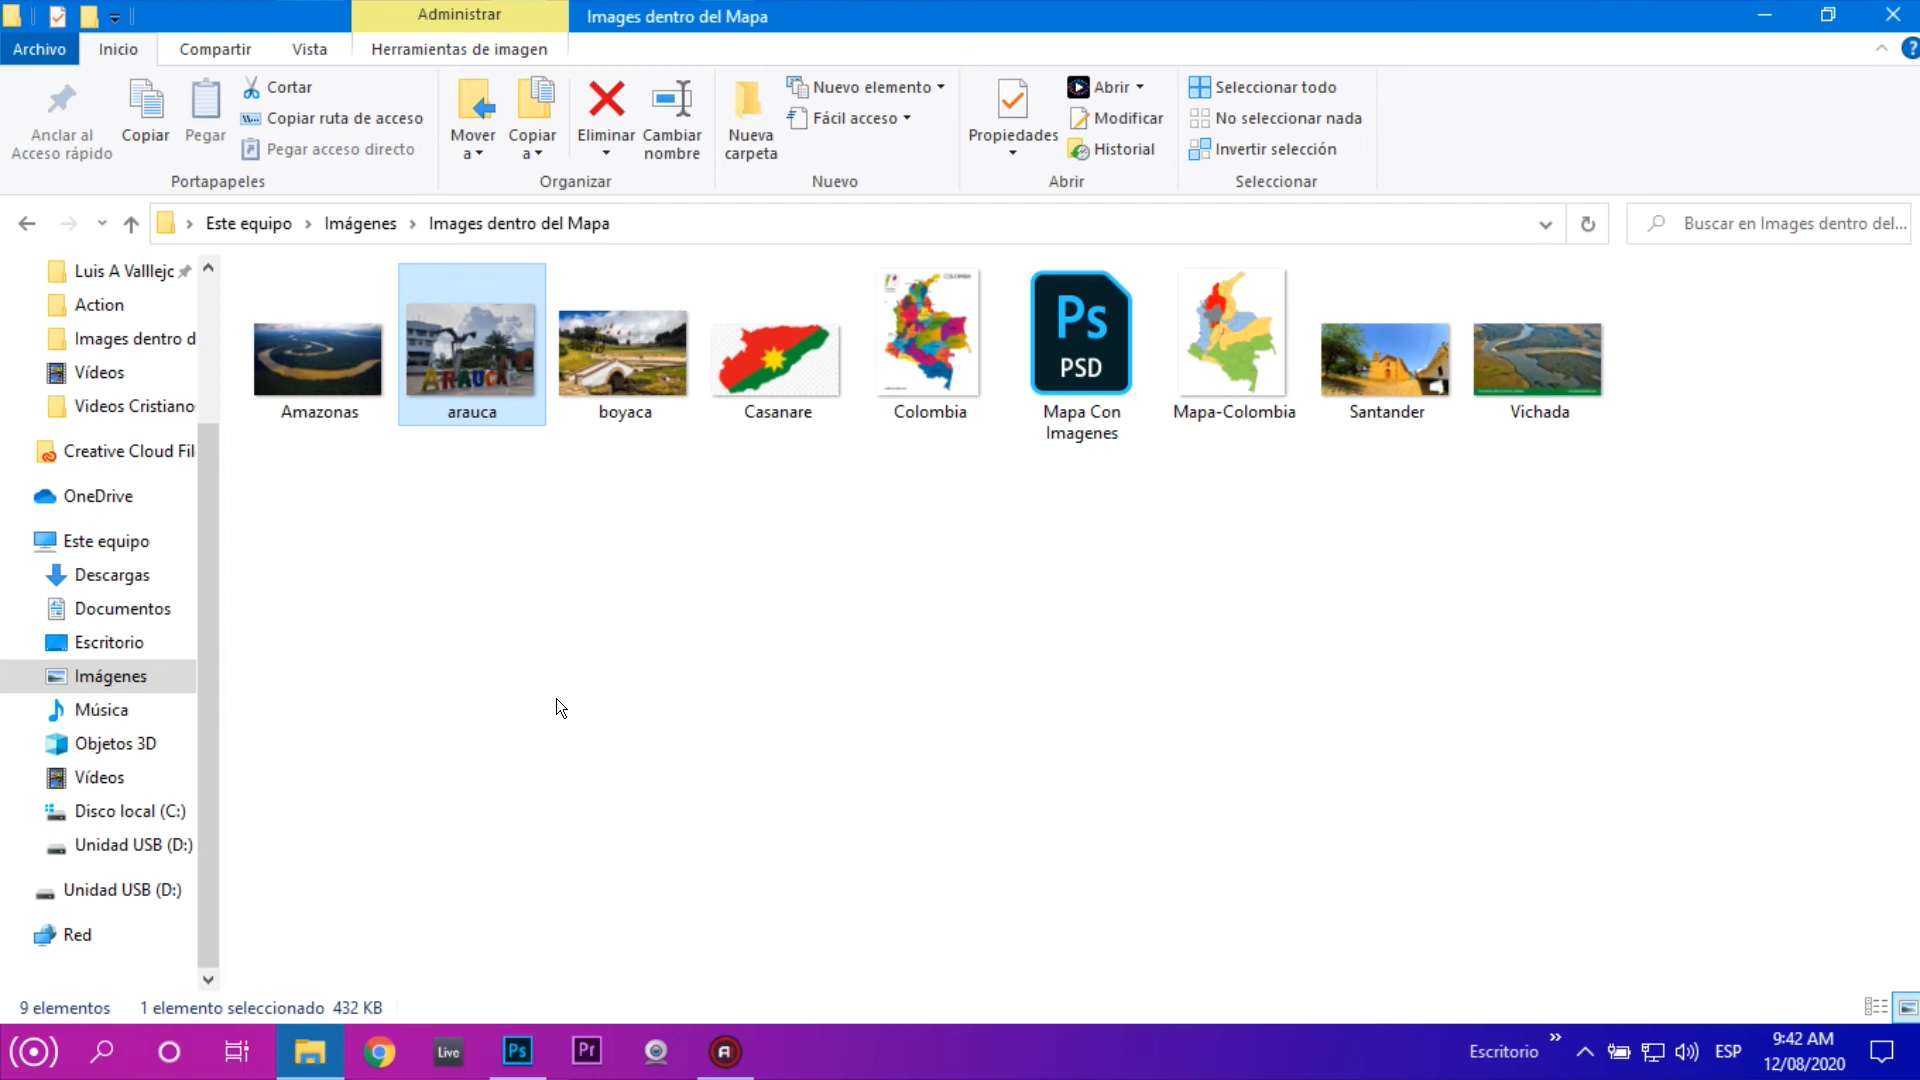 Administrar
Images dentro del Mapa
Archivo
Inicio
Compartir
Vista
Herramientas de imagen
Anclar al
Acceso rápido
Copiar
Pegar
Cortar
Copiar ruta de acceso
Pegar acceso directo
Portapapeles
Mover
a
Copiar
a
Eliminar
Cambiar
nombre
Organizar
Nueva
carpeta
Nuevo elemento
Fácil acceso
Nuevo
Propiedades
Abrir
Modificar
Historial
Abrir
Seleccionar todo
No seleccionar nada
Invertir selección
Seleccionar
Este equipo > Imágenes > Images dentro del Mapa
Buscar en Images dentro del...
Luis A Valllejc
Action
Images dentro d
Vídeos
Videos Cristiano
Creative Cloud Fil
OneDrive
Este equipo
Descargas
Documentos
Escritorio
Imágenes
Música
Objetos 3D
Vídeos
Disco local (C:)
Unidad USB (D:)
Unidad USB (D:)
Red
Amazonas
ARAUCA
arauca
boyaca
Casanare
COLOMBIA
Colombia
Ps
PSD
Mapa Con
Imagenes
Mapa-Colombia
Santander
Vichada
9 elementos
1 elemento seleccionado 432 KB
Live
Ps
Pr
Escritorio
ESP
9:42 AM
12/08/2020